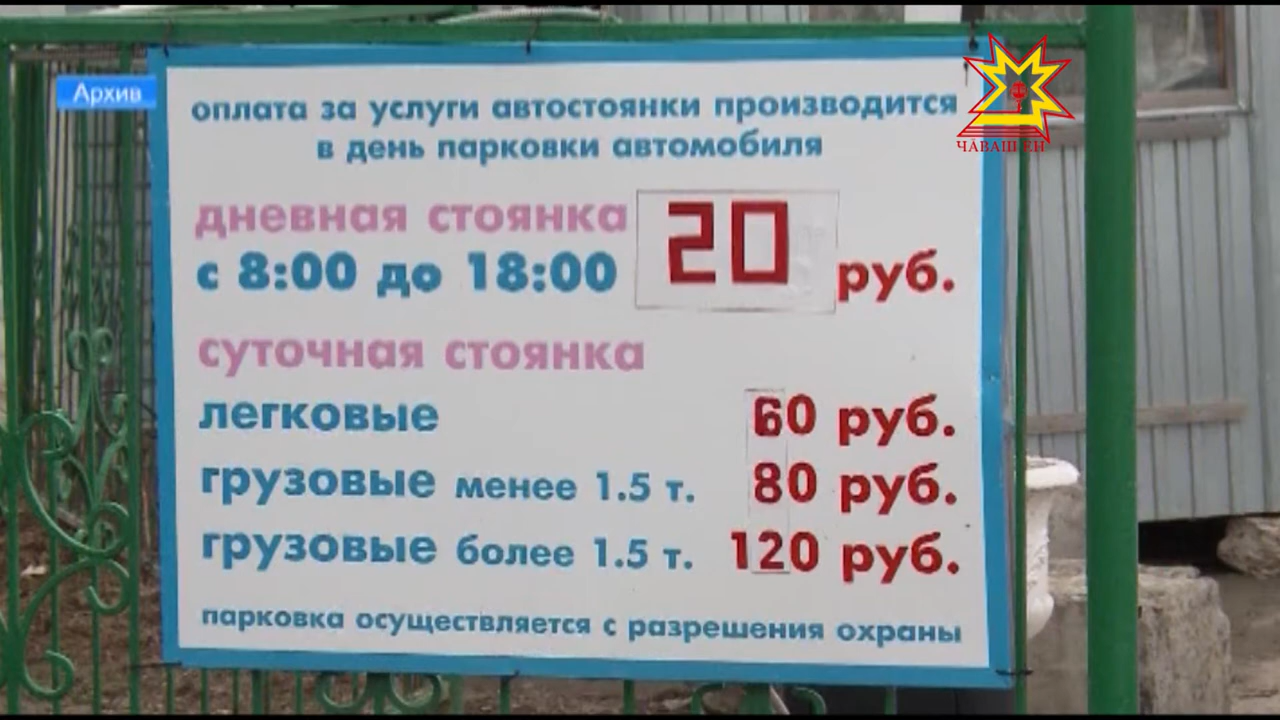 Архив
ЧӐВАШ ЕН
оплата за услуги автостоянки производится
в день парковки автомобиля
дневная стоянка
с 8:00 до 18:00 20 руб.
суточная стоянка
легковые 60 руб.
грузовые менее 1.5 т. 80 руб.
грузовые более 1.5 т. 120 руб.
парковка осуществляется с разрешения охраны